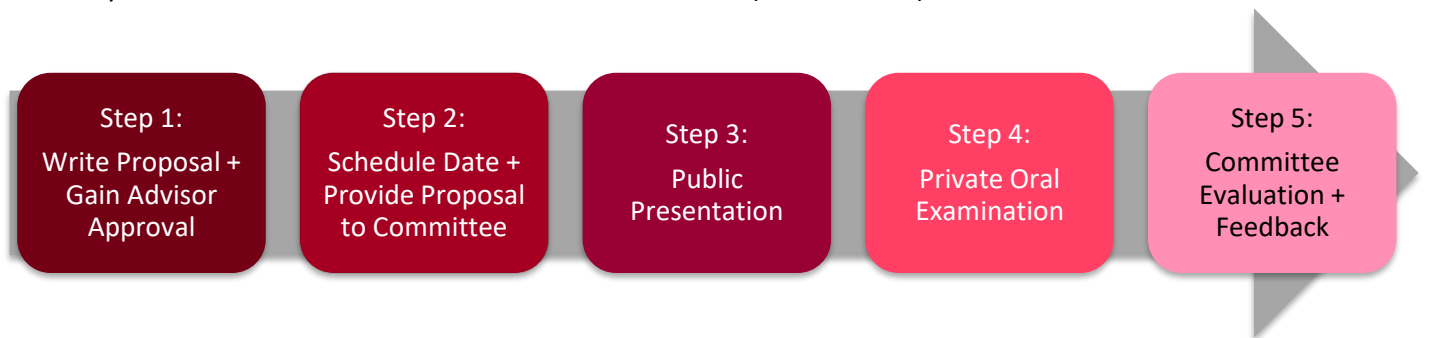 Step 1:
Write Proposal +
Gain Advisor
Approval
Step 2:
Schedule Date +
Provide Proposal
to Committee
Step 3:
Public
Presentation
Step 4:
Private Oral
Examination
Step 5:
Committee
Evaluation +
Feedback